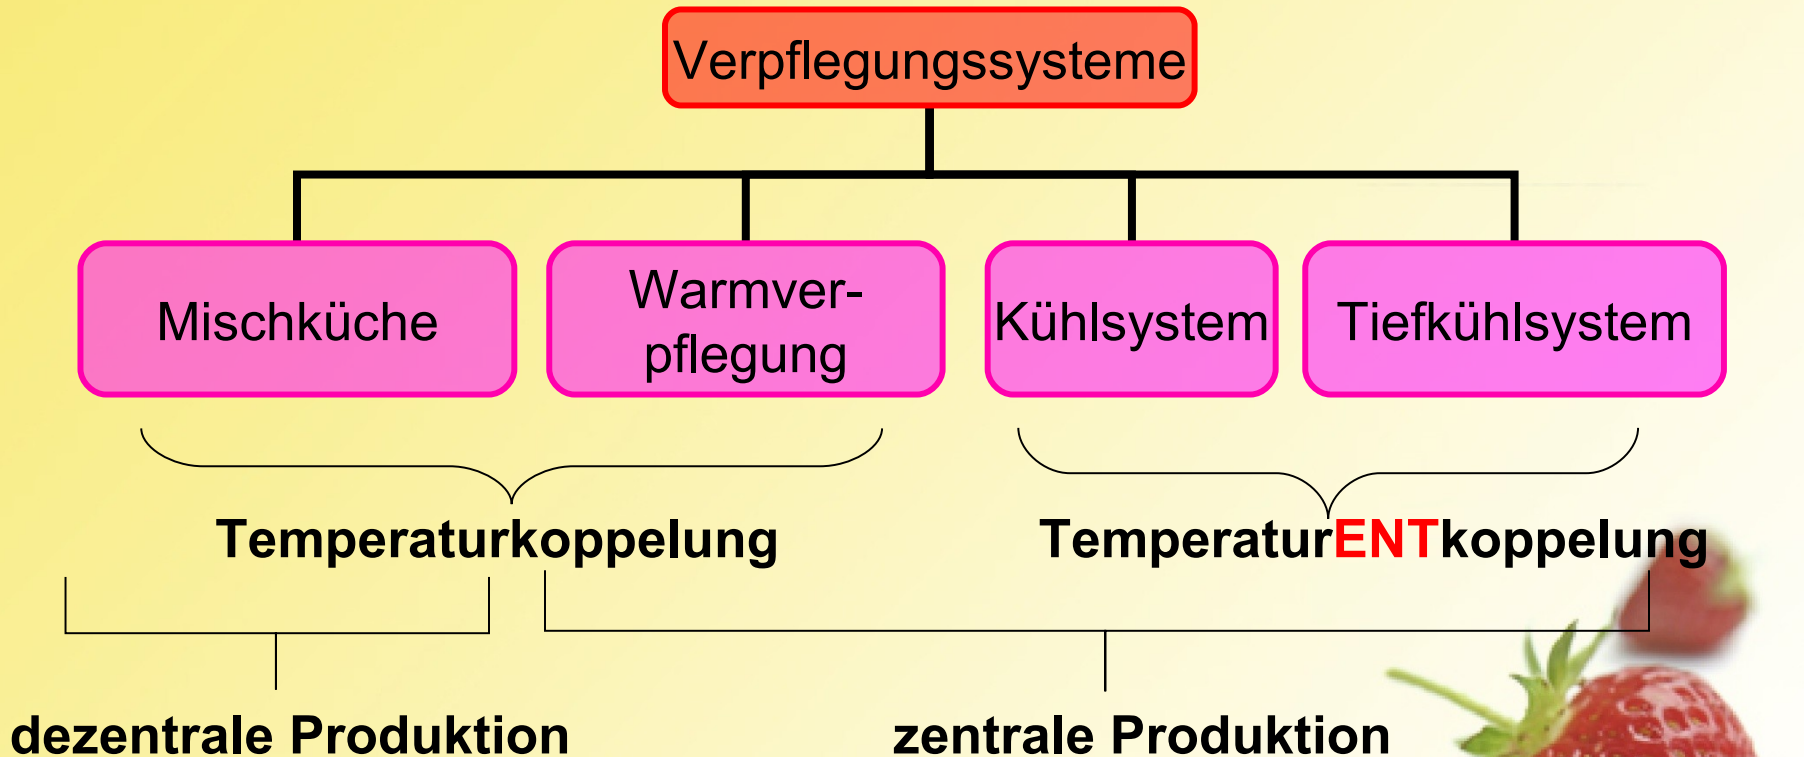 Verpflegungssysteme
Mischküche
Warmver-
pflegung
Kühlsystem
Tiefkühlsystem
Temperaturkoppelung
TemperaturENTkoppelung
dezentrale Produktion
zentrale Produktion